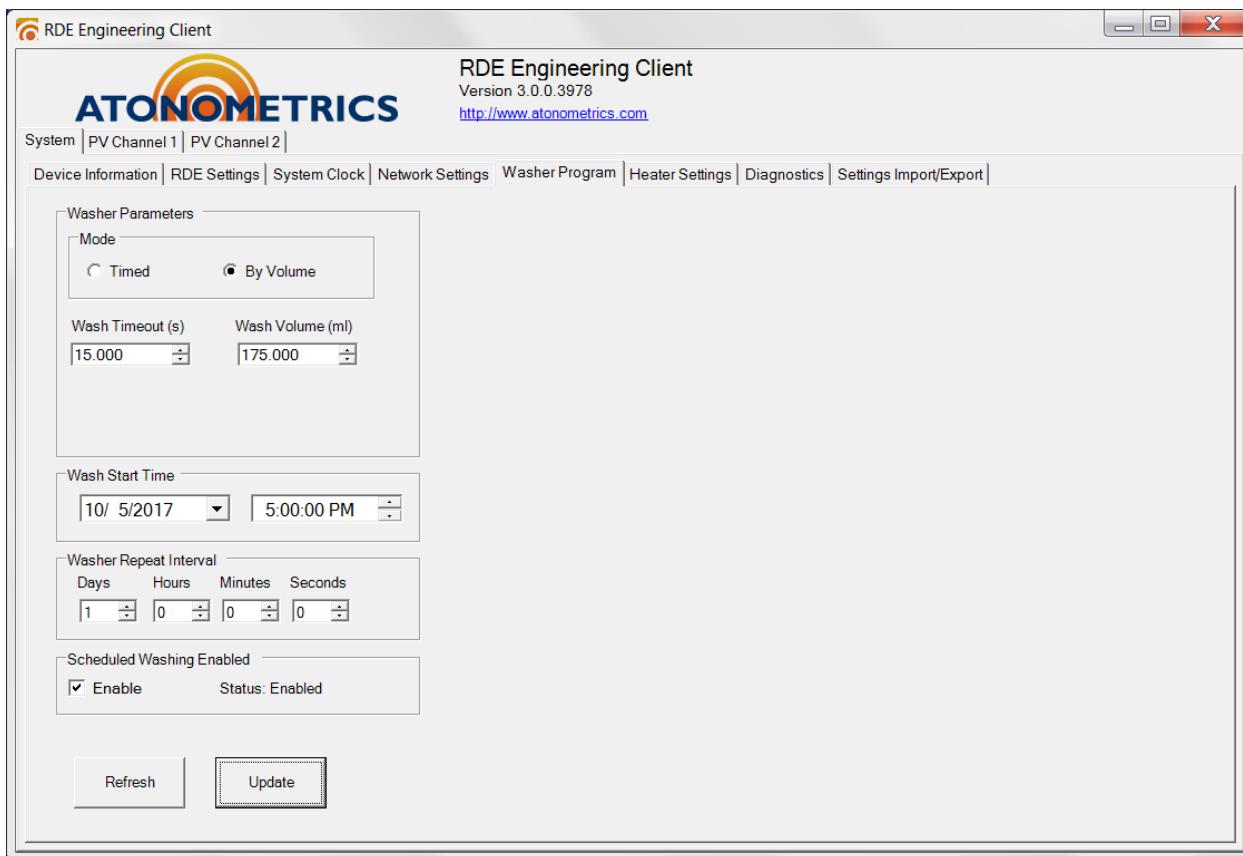 RDE Engineering Client
ATONOMETRICS
RDE Engineering Client
Version 3.0.0.3978
http://www.atonometrics.com
System PV Channel 1 PV Channel 2
Device Information RDE Settings System Clock Network Settings Washer Program Heater Settings Diagnostics Settings Import/Export
Washer Parameters
Mode
Timed By Volume
Wash Timeout (s) Wash Volume (ml)
15.000 175.000
Wash Start Time
10/ 5/2017 5:00:00 PM
Washer Repeat Interval
Days Hours Minutes Seconds
1 0 0 0
Scheduled Washing Enabled
Enable Status: Enabled
Refresh Update